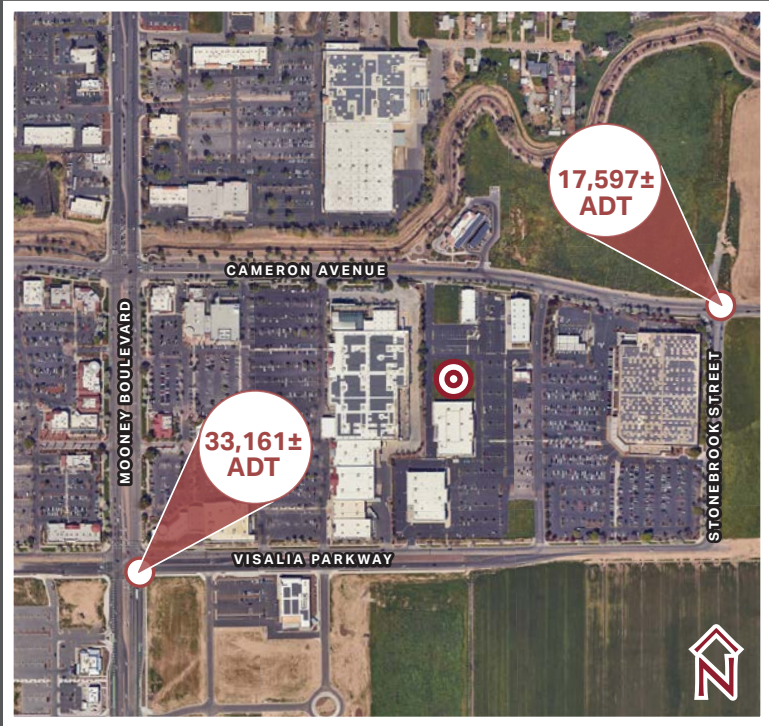 17,597±
ADT
CAMERON AVENUE
MOONEY BOULEVARD
STONEBROOK STREET
33,161±
ADT
VISALIA PARKWAY
N